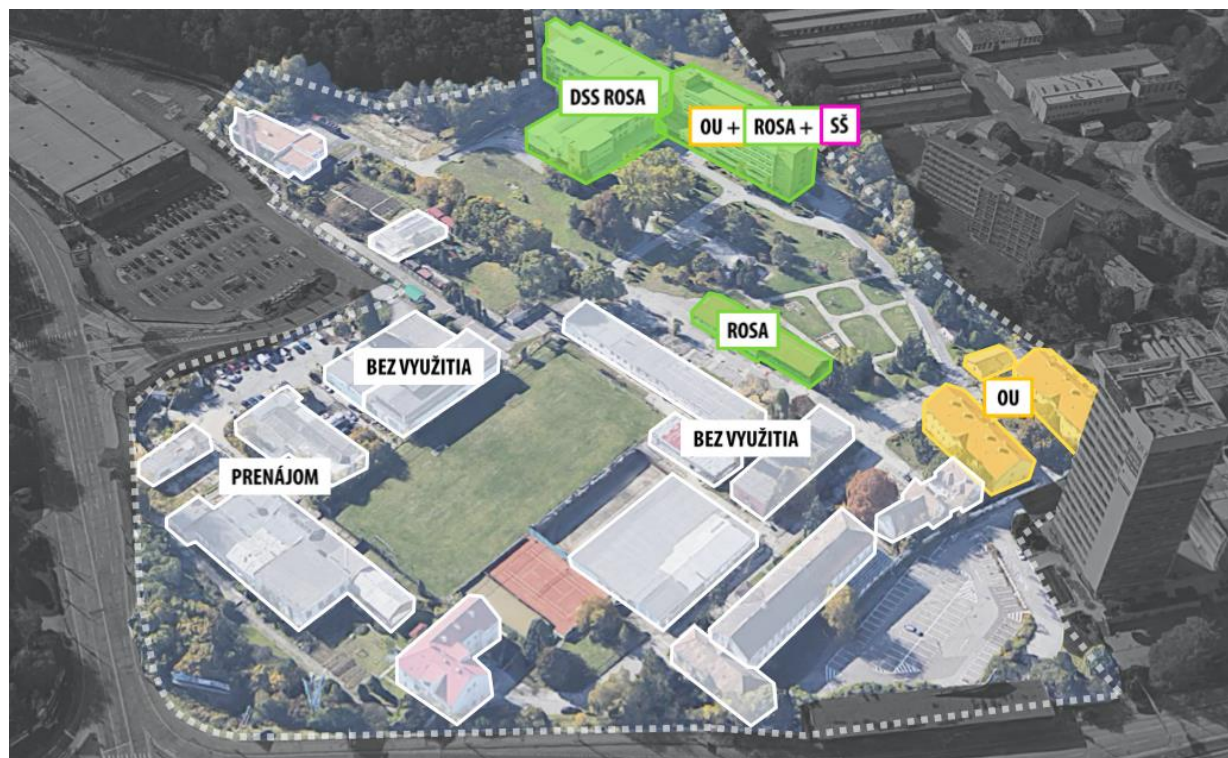 DSS ROSA
OU + ROSA + SŠ
ROSA
BEZ VYUŽITIA
OU
BEZ VYUŽITIA
PRENÁJOM